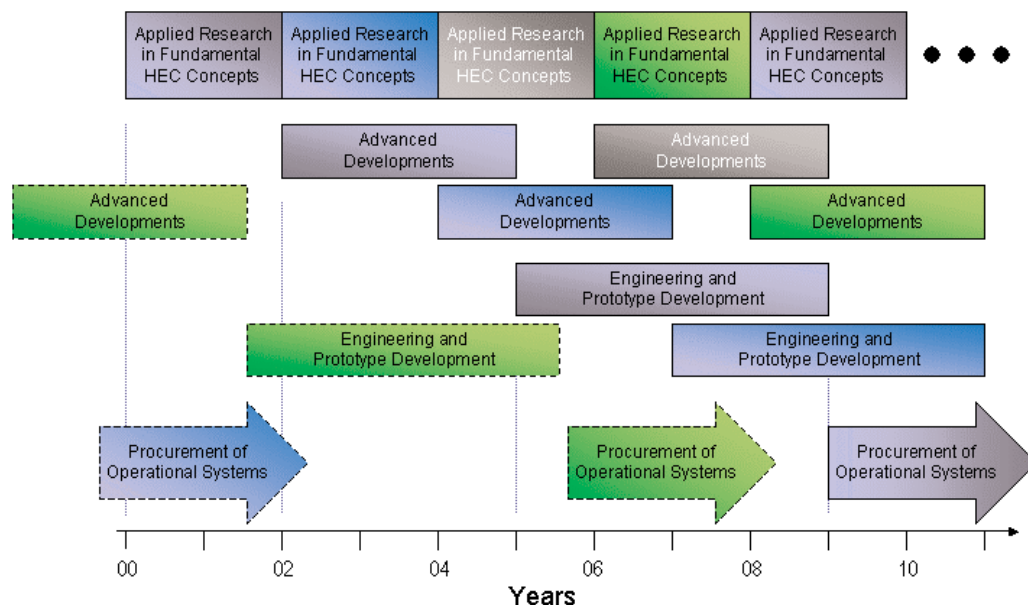 Applied Research
in Fundamental
HEC Concepts
Applied Research
in Fundamental
HEC Concepts
Applied Research
in Fundamental
HEC Concepts
Applied Research
in Fundamental
HEC Concepts
Applied Research
in Fundamental
HEC Concepts
Advanced
Developments
Advanced
Developments
Advanced
Developments
Advanced
Developments
Advanced
Developments
Engineering and
Prototype Development
Engineering and
Prototype Development
Engineering and
Prototype Development
Procurement of
Operational Systems
Procurement of
Operational Systems
Procurement of
Operational Systems
00 02 04 06 08 10
Years